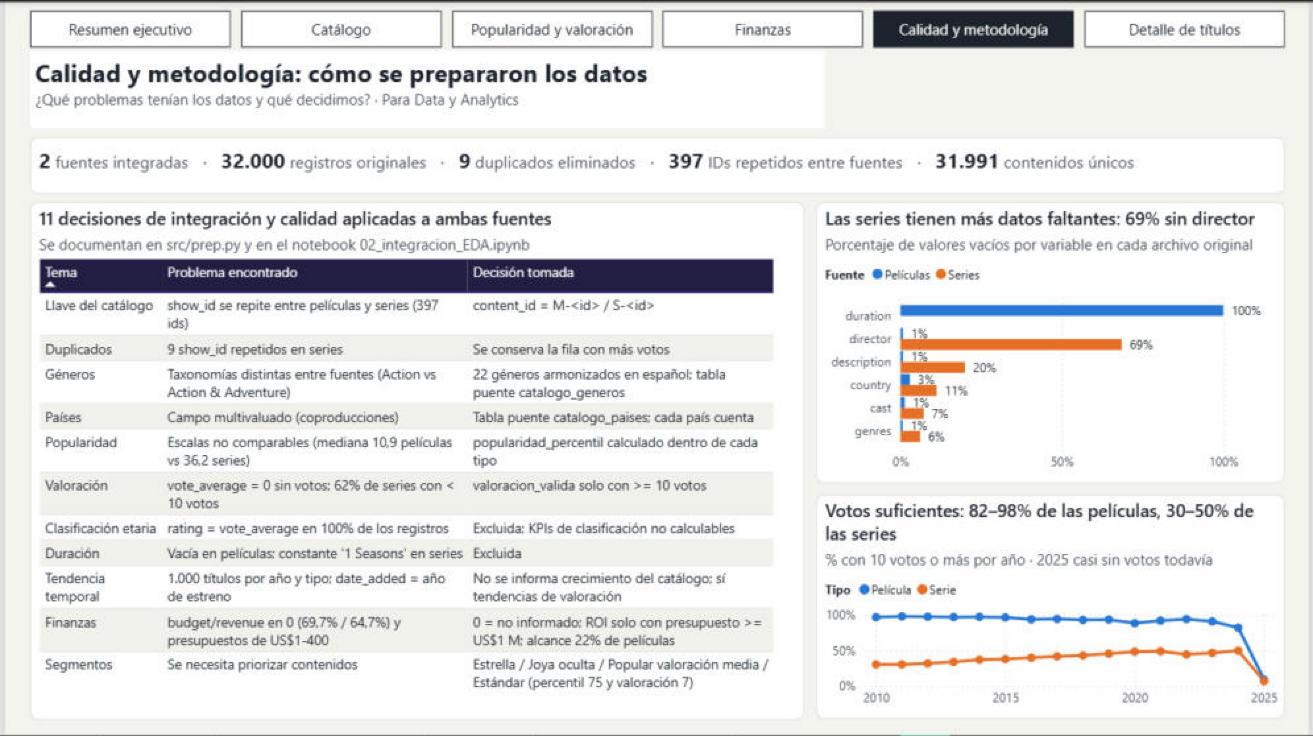 Resumen ejecutivo
Catálogo
Popularidad y valoración
Finanzas
Calidad y metodología
Detalle de títulos
Calidad y metodología: cómo se prepararon los datos
¿Qué problemas tenían los datos y qué decidimos? · Para Data y Analytics
2 fuentes integradas · 32.000 registros originales · 9 duplicados eliminados · 397 IDs repetidos entre fuentes · 31.991 contenidos únicos
11 decisiones de integración y calidad aplicadas a ambas fuentes
Se documentan en src/prep.py y en el notebook 02_integracion_EDA.ipynb
Tema Problema encontrado Decisión tomada
Llave del catálogo show_id se repite entre películas y series (397 content_id = M-<id> / S-<id>
ids)
Duplicados 9 show_id repetidos en series Se conserva la fila con más votos
Géneros Taxonomías distintas entre fuentes (Action vs 22 géneros armonizados en español; tabla
Action & Adventure) puente catalogo_generos
Países Campo multivaluado (coproducciones) Tabla puente catalogo_paises; cada país cuenta
Popularidad Escalas no comparables (mediana 10,9 películas popularidad_percentil calculado dentro de cada
vs 36,2 series) tipo
Valoración vote_average = 0 sin votos; 62% de series con < valoracion_valida solo con >= 10 votos
10 votos
Clasificación etaria rating = vote_average en 100% de los registros Excluida; KPIs de clasificación no calculables
Duración Vacía en películas; constante '1 Seasons' en series Excluida
Tendencia 1.000 títulos por año y tipo; date_added = año No se informa crecimiento del catálogo; sí
temporal de estreno tendencias de valoración
Finanzas budget/revenue en 0 (69,7% / 64,7%) y 0 = no informado; ROI solo con presupuesto >=
presupuestos de US$1-400 US$1 M; alcance 22% de películas
Segmentos Se necesita priorizar contenidos Estrella / Joya oculta / Popular valoración media /
Estándar (percentil 75 y valoración 7)
Las series tienen más datos faltantes: 69% sin director
Porcentaje de valores vacíos por variable en cada archivo original
Fuente Películas Series
duration 100%
director 1% 69%
description 1% 20%
country 3% 11%
cast 1% 7%
genres 1% 6%
0% 50% 100%
Votos suficientes: 82–98% de las películas, 30–50% de
las series
% con 10 votos o más por año · 2025 casi sin votos todavía
Tipo Película Serie
100%
50%
0%
2010 2015 2020 2025